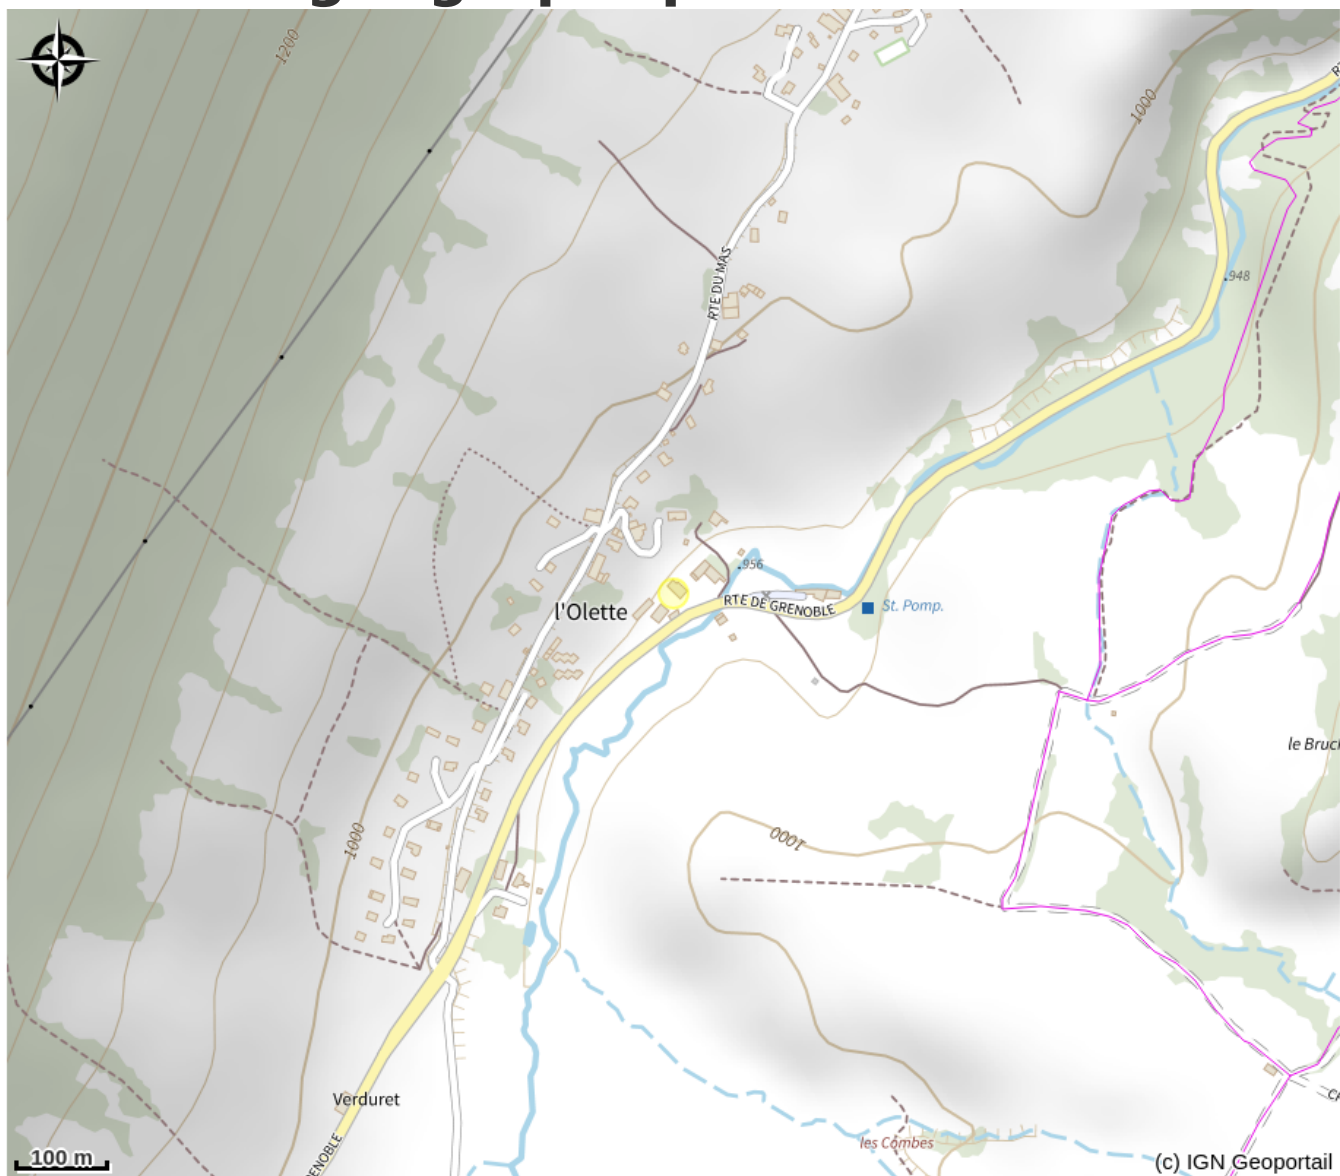 1200
1000
RTE DU MAS
948
956
RTE DE GRENOBLE
St. Pomp.
l'Olette
le Bruc
1000
1000
Verduret
les Combes
ENOBLE
100 m
(c) IGN Geoportail